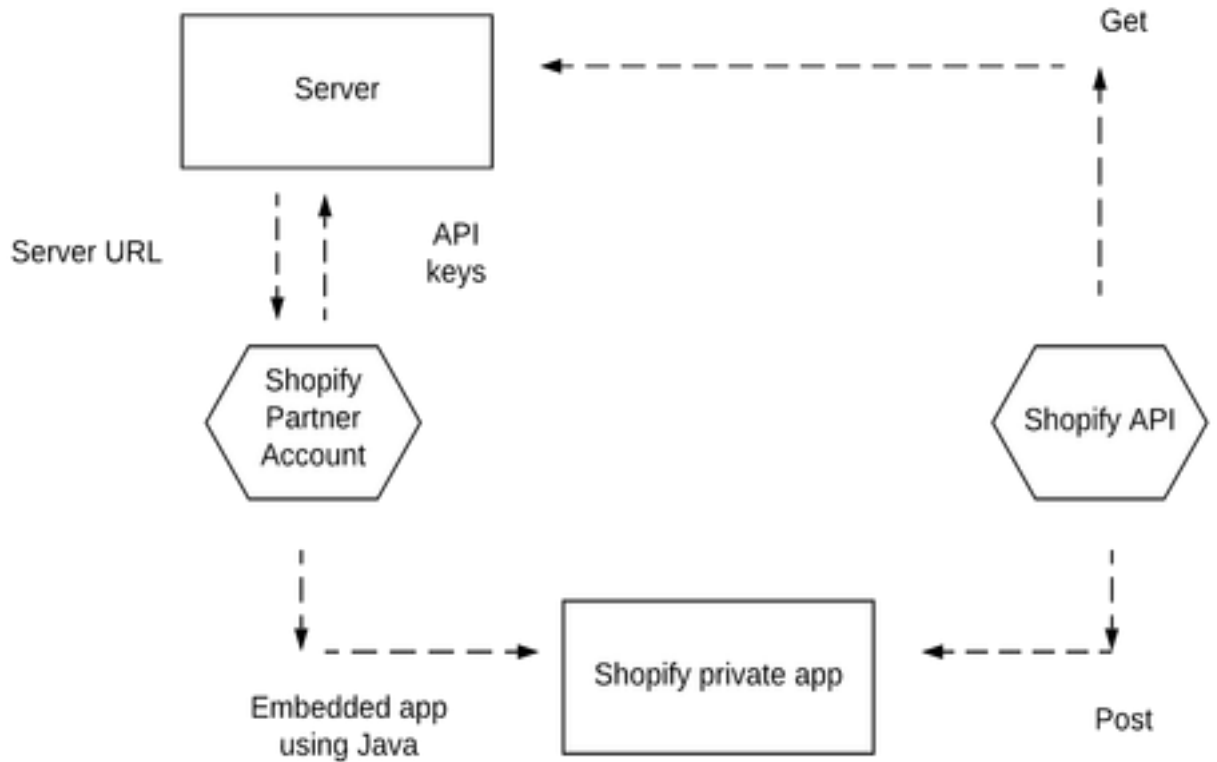 Get
Server
Server URL
API
keys
Shopify
Partner
Account
Shopify API
Shopify private app
Embedded app
using Java
Post